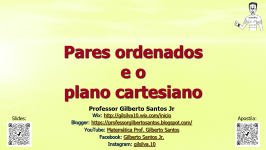 Pares ordenados
e o
plano cartesiano
Professor Gilberto Santos Jr
Wix: http://gilsilva10.wix.com/inicio
Blogger: https://professorgilbertosantos.blogspot.com/
YouTube: Matemática Prof. Gilberto Santos
Facebook: Gilberto Santos Jr.
Instagram: gilsilva.10
Slides:
Apostila: